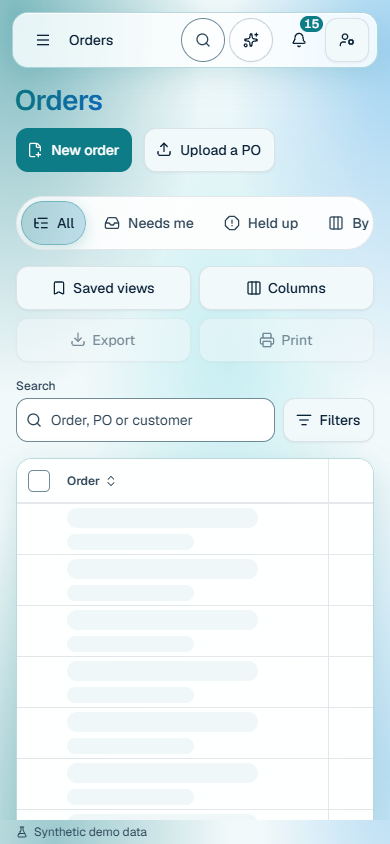 Orders
15
Orders
New order
Upload a PO
All
Needs me
Held up
By
Saved views
Columns
Export
Print
Search
Order, PO or customer
Filters
Order
Synthetic demo data